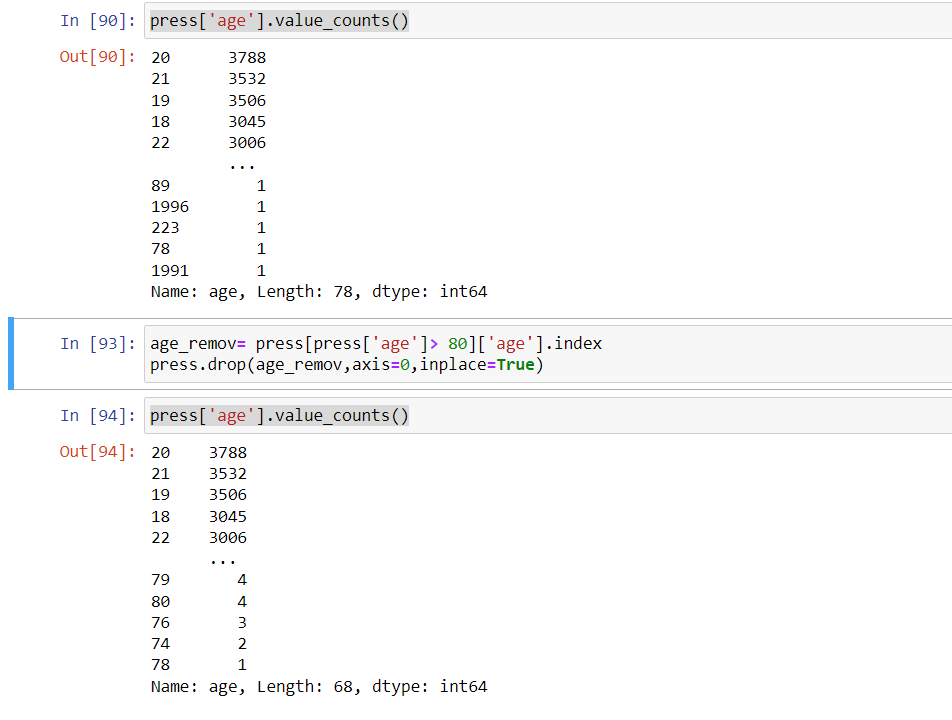 In [90]: press['age'].value_counts()
Out[90]: 20 3788
21 3532
19 3506
18 3045
22 3006
...
89 1
1996 1
223 1
78 1
1991 1
Name: age, Length: 78, dtype: int64
In [93]: age_remov= press[press['age']> 80]['age'].index
press.drop(age_remov,axis=0,inplace=True)
In [94]: press['age'].value_counts()
Out[94]: 20 3788
21 3532
19 3506
18 3045
22 3006
...
79 4
80 4
76 3
74 2
78 1
Name: age, Length: 68, dtype: int64